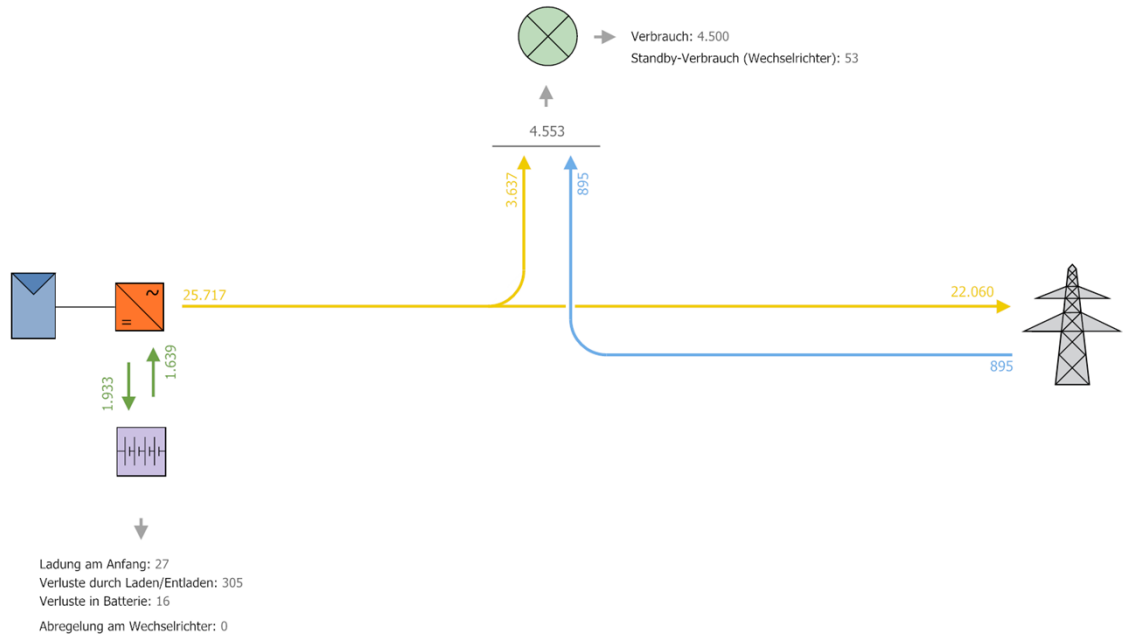 Verbrauch: 4.500
Standby-Verbrauch (Wechselrichter): 53
4.553
3.637
895
25.717
22.060
895
1.933
1.639
Ladung am Anfang: 27
Verluste durch Laden/Entladen: 305
Verluste in Batterie: 16
Abregelung am Wechselrichter: 0